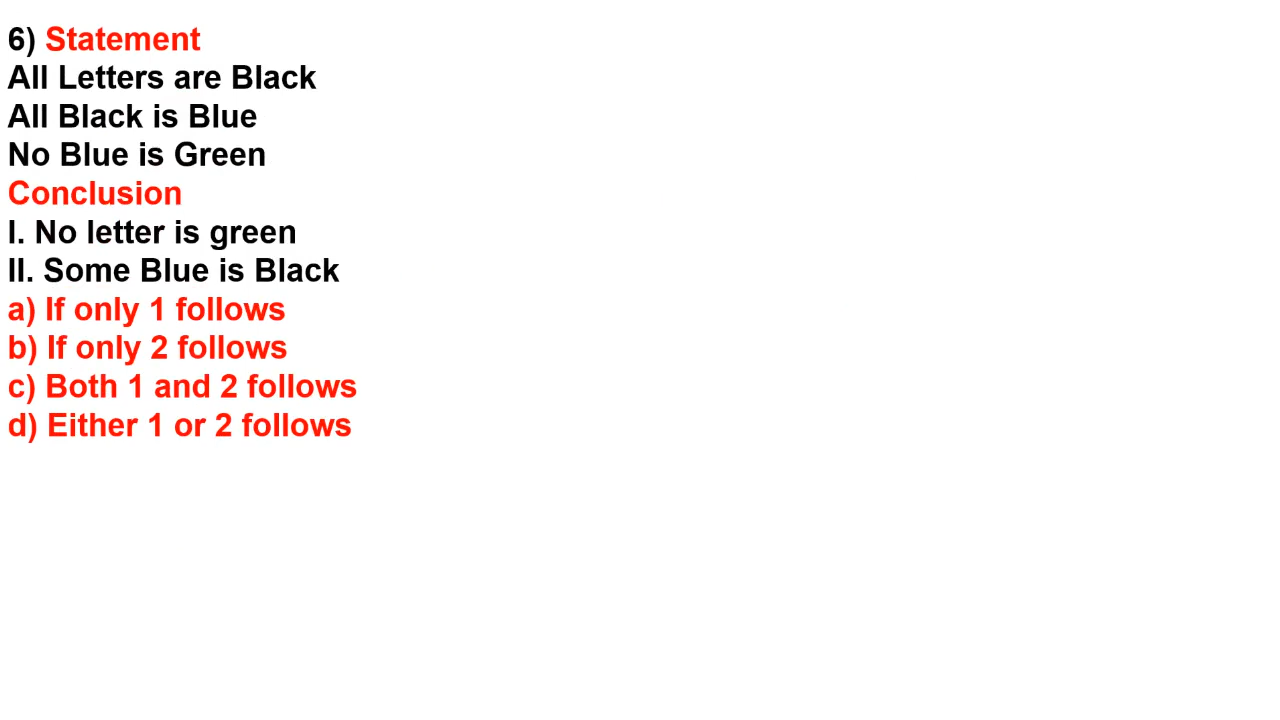 6) Statement
All Letters are Black
All Black is Blue
No Blue is Green
Conclusion
I. No letter is green
II. Some Blue is Black
a) If only 1 follows
b) If only 2 follows
c) Both 1 and 2 follows
d) Either 1 or 2 follows